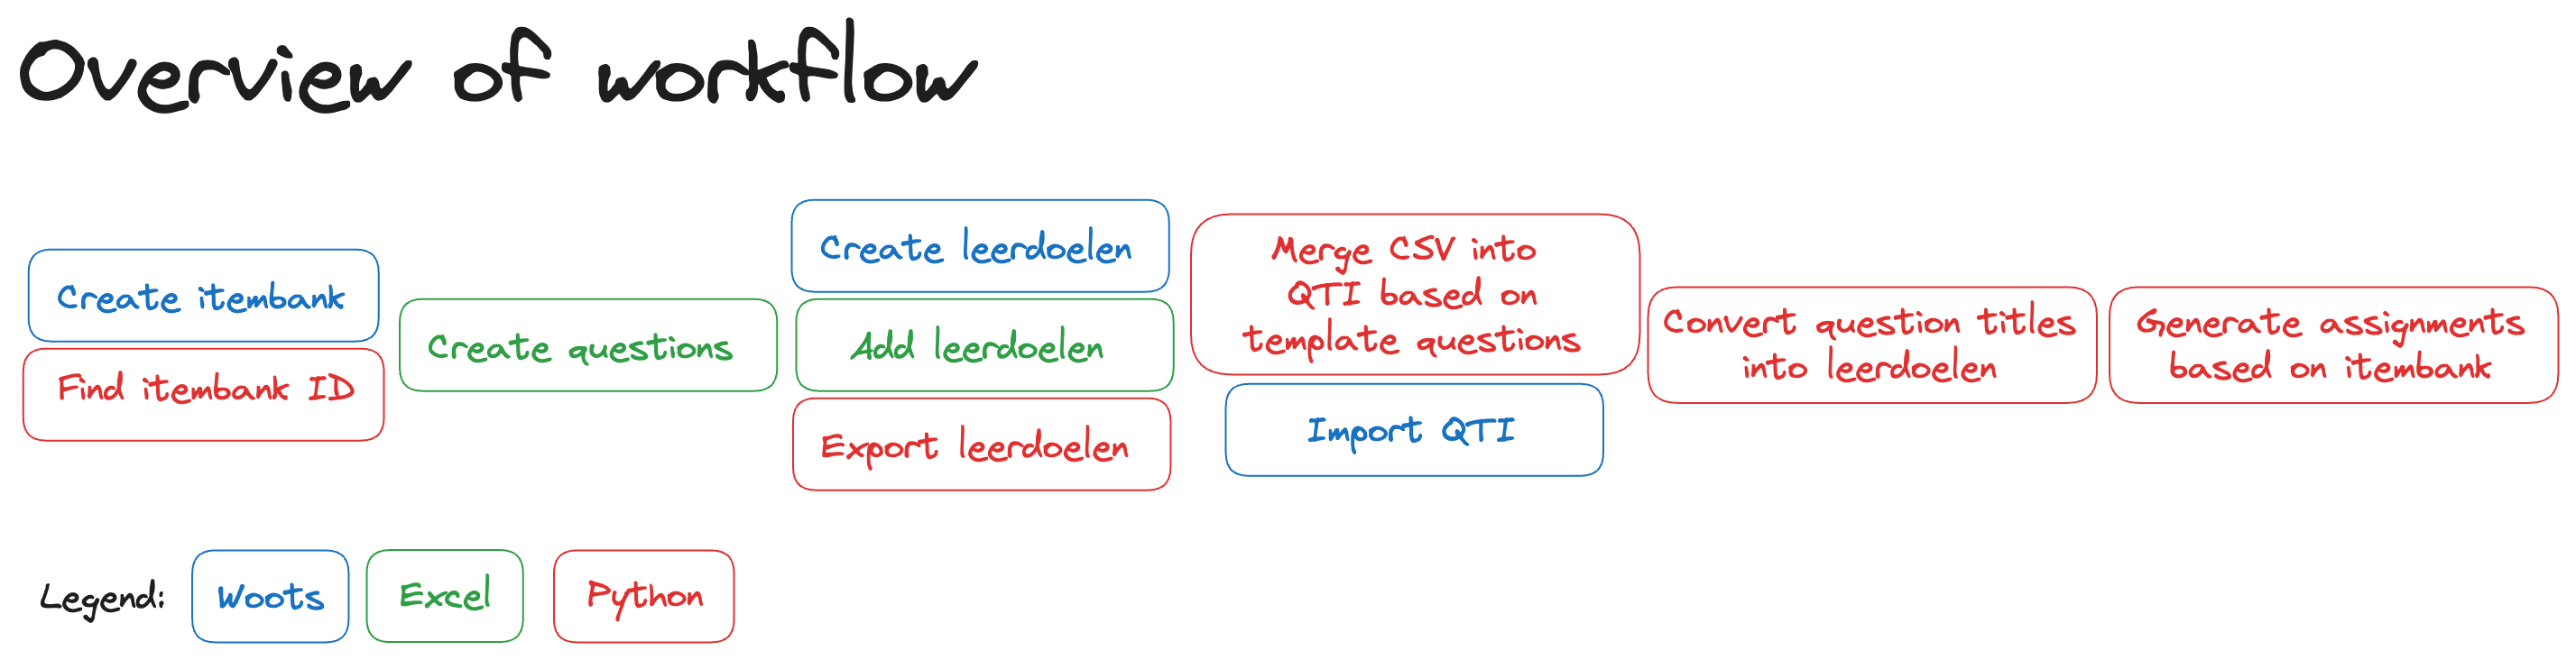 Overview of workflow
Create itembank
Find itembank ID
Create questions
Create leerdoelen
Add leerdoelen
Export leerdoelen
Merge CSV into
QTI based on
template questions
Import QTI
Convert question titles
into leerdoelen
Generate assignments
based on itembank
Legend:
Woots
Excel
Python